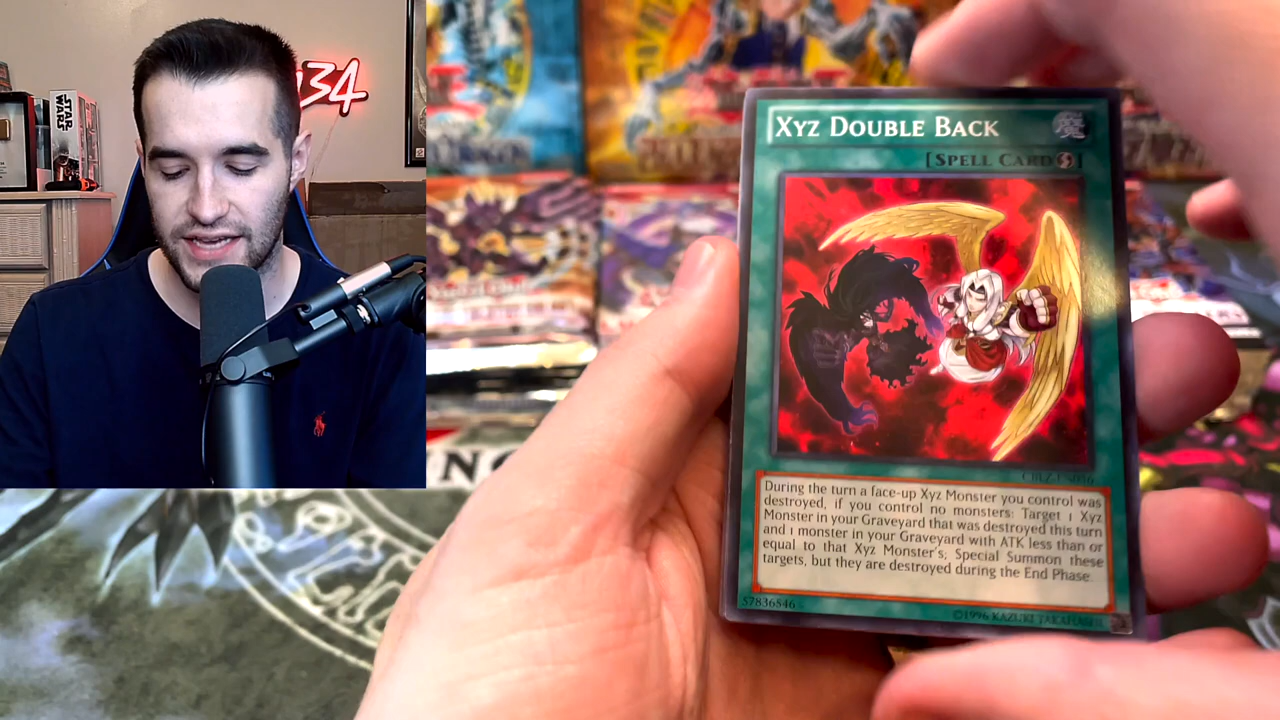 34
STAR
WARS
XYZ DOUBLE BACK
[SPELL CARD]
During the turn a face-up Xyz Monster you control was
destroyed, if you control no monsters: Target 1 Xyz
Monster in your Graveyard that was destroyed this turn
and 1 monster in your Graveyard with ATK less than or
equal to that Xyz Monster's; Special Summon these
targets, but they are destroyed during the End Phase.
57836546
©1996 KAZUKI TAKAHASHI